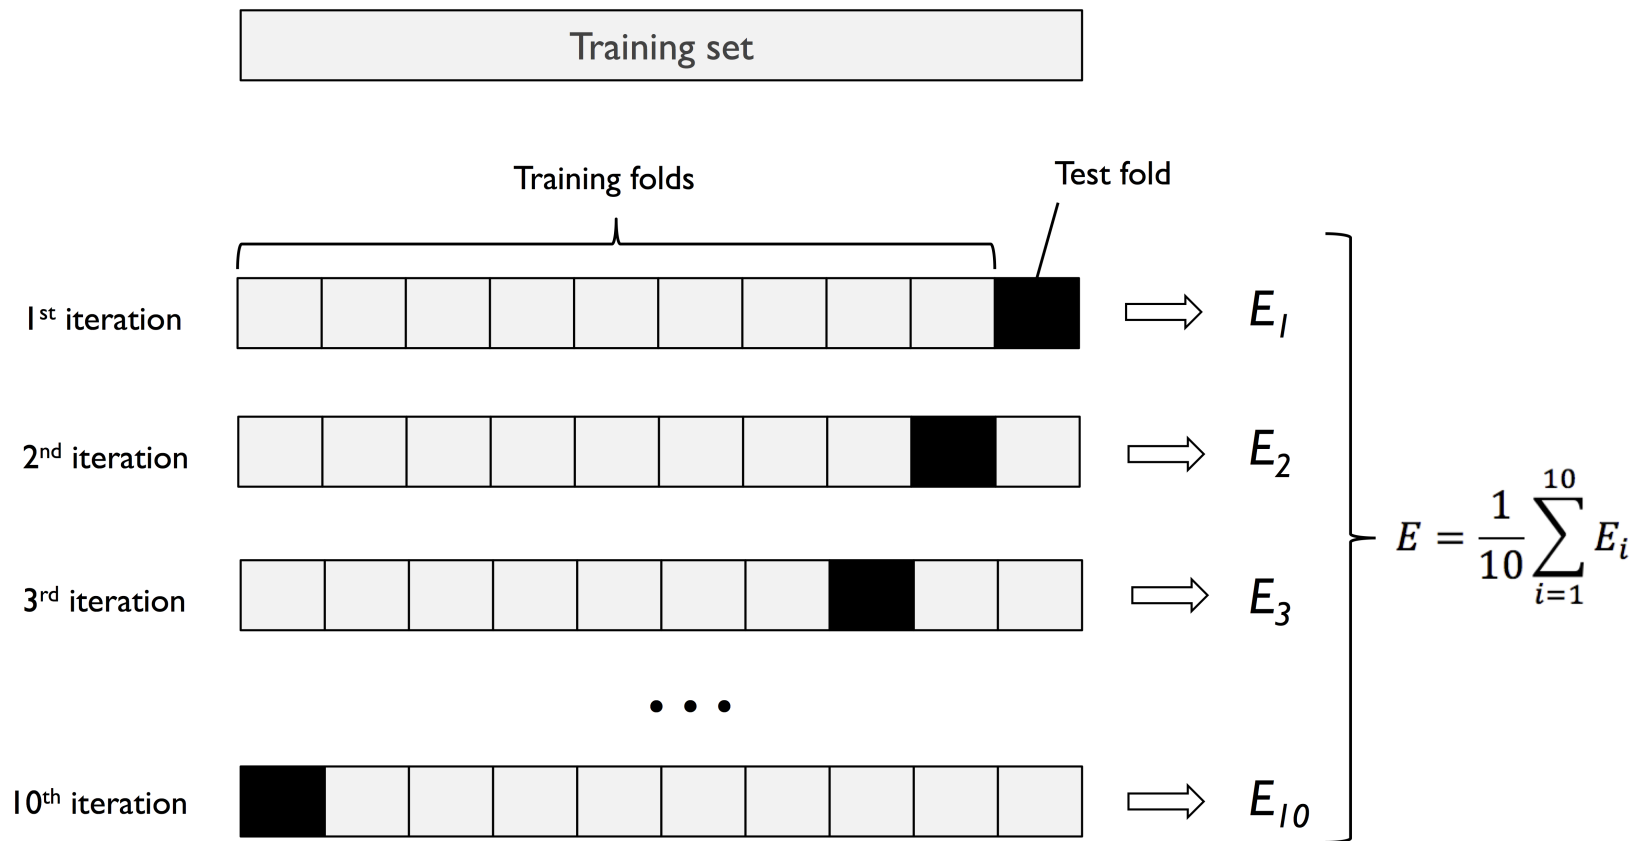 Training set
Training folds
Test fold
1st iteration
E1
2nd iteration
E2
E = 1/10 ∑ i=1 10 Ei
3rd iteration
E3
• • •
10th iteration
E10